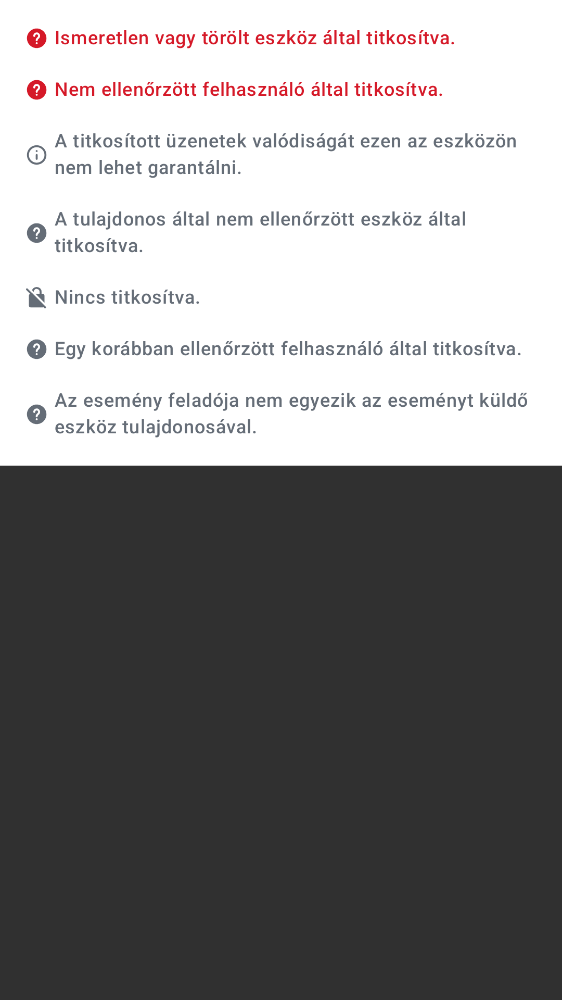 Ismeretlen vagy törölt eszköz által titkosítva.
Nem ellenőrzött felhasználó által titkosítva.
A titkosított üzenetek valódiságát ezen az eszközön
nem lehet garantálni.
A tulajdonos által nem ellenőrzött eszköz által
titkosítva.
Nincs titkosítva.
Egy korábban ellenőrzött felhasználó által titkosítva.
Az esemény feladója nem egyezik az eseményt küldő
eszköz tulajdonosával.